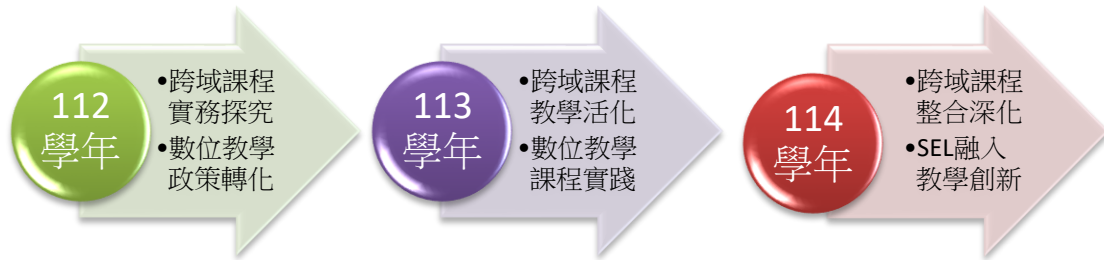 112
學年
•跨域課程
實務探究
•數位教學
政策轉化
113
學年
•跨域課程
教學活化
•數位教學
課程實踐
114
學年
•跨域課程
整合深化
•SEL融入
教學創新